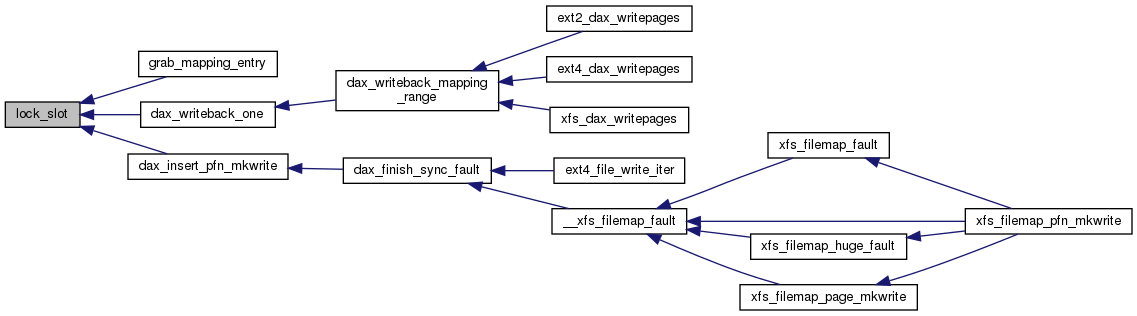 lock_slot
grab_mapping_entry
dax_writeback_one
dax_insert_pfn_mkwrite
dax_writeback_mapping
_range
dax_finish_sync_fault
ext2_dax_writepages
ext4_dax_writepages
xfs_dax_writepages
ext4_file_write_iter
__xfs_filemap_fault
xfs_filemap_fault
xfs_filemap_huge_fault
xfs_filemap_page_mkwrite
xfs_filemap_pfn_mkwrite